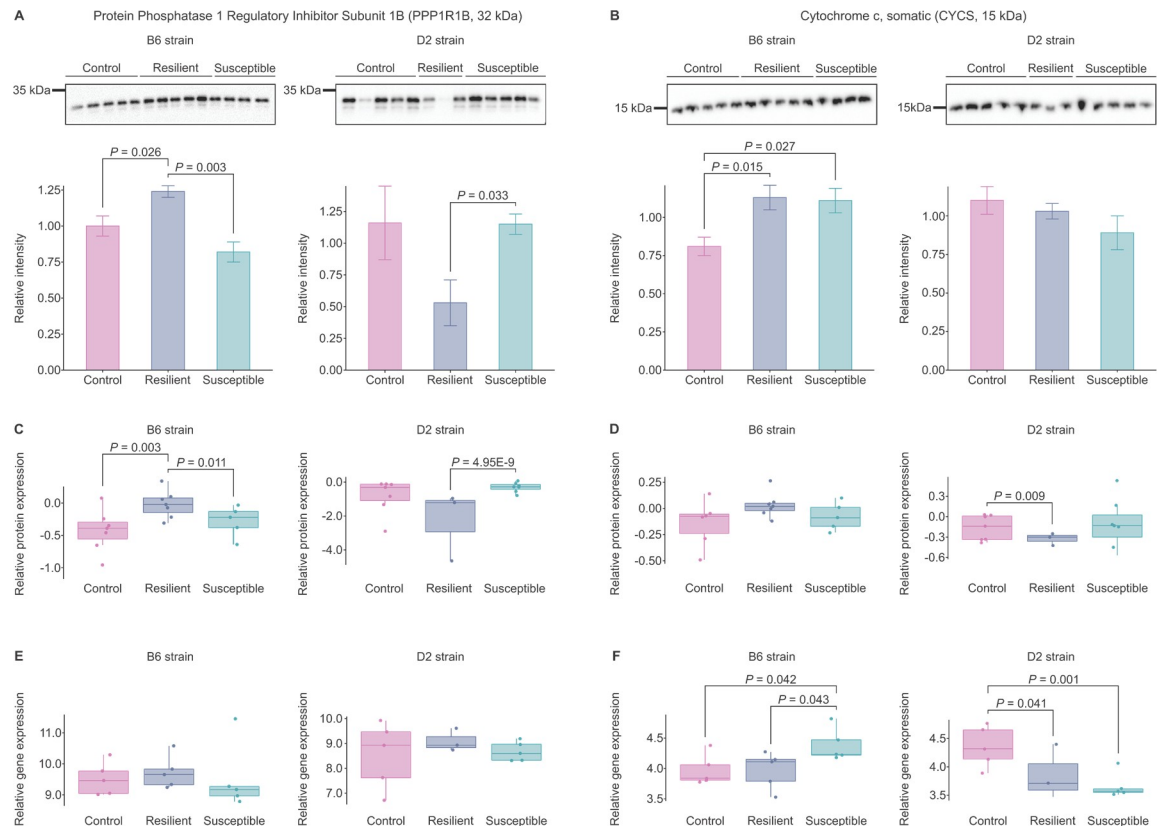 A Protein Phosphatase 1 Regulatory Inhibitor Subunit 1B (PPP1R1B, 32 kDa)
B6 strain
Control Resilient Susceptible
35 kDa
P = 0.026
P = 0.003
Relative intensity
1.25
1.00
0.75
0.50
0.25
0.00
Control Resilient Susceptible
D2 strain
Control Resilient Susceptible
35 kDa
P = 0.033
Relative intensity
1.25
1.00
0.75
0.50
0.25
0.00
Control Resilient Susceptible
B Cytochrome c, somatic (CYCS, 15 kDa)
B6 strain
Control Resilient Susceptible
15 kDa
P = 0.027
P = 0.015
Relative intensity
1.00
0.75
0.50
0.25
0.00
Control Resilient Susceptible
D2 strain
Control Resilient Susceptible
15kDa
Relative intensity
1.00
0.75
0.50
0.25
0.00
Control Resilient Susceptible
C
B6 strain
P = 0.003
P = 0.011
Relative protein expression
0.0
-0.5
-1.0
Control Resilient Susceptible
D2 strain
P = 4.95E-9
Relative protein expression
0.0
-2.0
-4.0
Control Resilient Susceptible
D
B6 strain
Relative protein expression
0.25
0.00
-0.25
-0.50
Control Resilient Susceptible
D2 strain
P = 0.009
Relative protein expression
0.3
0.0
-0.3
-0.6
Control Resilient Susceptible
E
B6 strain
Relative gene expression
11.0
10.0
9.0
Control Resilient Susceptible
D2 strain
Relative gene expression
10.0
9.0
8.0
7.0
Control Resilient Susceptible
F
B6 strain
P = 0.042
P = 0.043
Relative gene expression
4.5
4.0
3.5
Control Resilient Susceptible
D2 strain
P = 0.001
P = 0.041
Relative gene expression
4.5
4.0
3.5
Control Resilient Susceptible